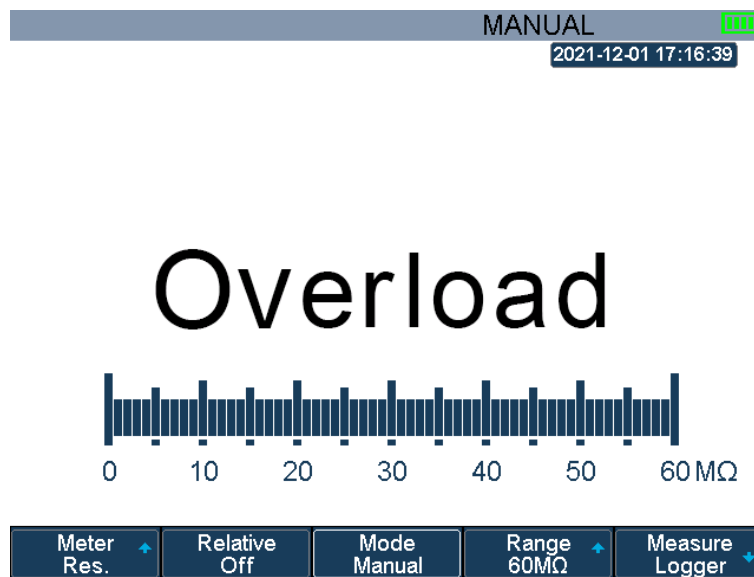 MANUAL
2021-12-01 17:16:39
Overload
0 10 20 30 40 50 60 MΩ
Meter Relative Mode Range Measure
Res. Off Manual 60MΩ Logger